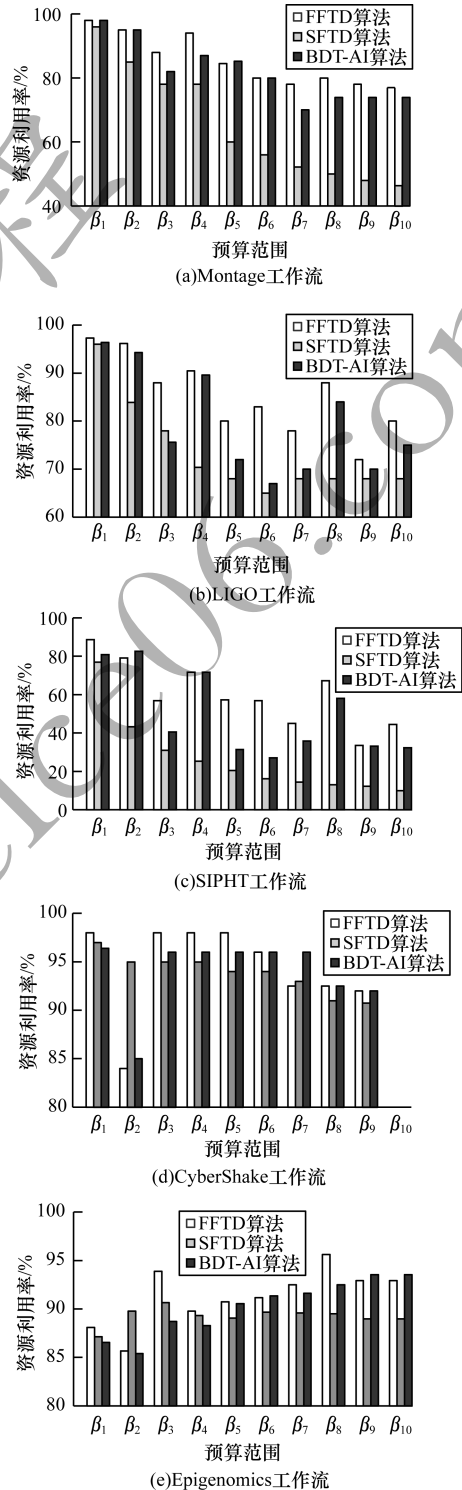 100
80
60
40
资源利用率/%
FFTD算法
SFTD算法
BDT-AI算法
β1 β2 β3 β4 β5 β6 β7 β8 β9 β10
预算范围
(a)Montage工作流
100
90
80
70
60
资源利用率/%
FFTD算法
SFTD算法
BDT-AI算法
β1 β2 β3 β4 β5 β6 β7 β8 β9 β10
预算范围
(b)LIGO工作流
100
80
60
40
20
0
资源利用率/%
FFTD算法
SFTD算法
BDT-AI算法
β1 β2 β3 β4 β5 β6 β7 β8 β9 β10
预算范围
(c)SIPHT工作流
100
95
90
85
80
资源利用率/%
FFTD算法
SFTD算法
BDT-AI算法
β1 β2 β3 β4 β5 β6 β7 β8 β9 β10
预算范围
(d)CyberShake工作流
100
95
90
85
80
资源利用率/%
FFTD算法
SFTD算法
BDT-AI算法
β1 β2 β3 β4 β5 β6 β7 β8 β9 β10
预算范围
(e)Epigenomics工作流
程